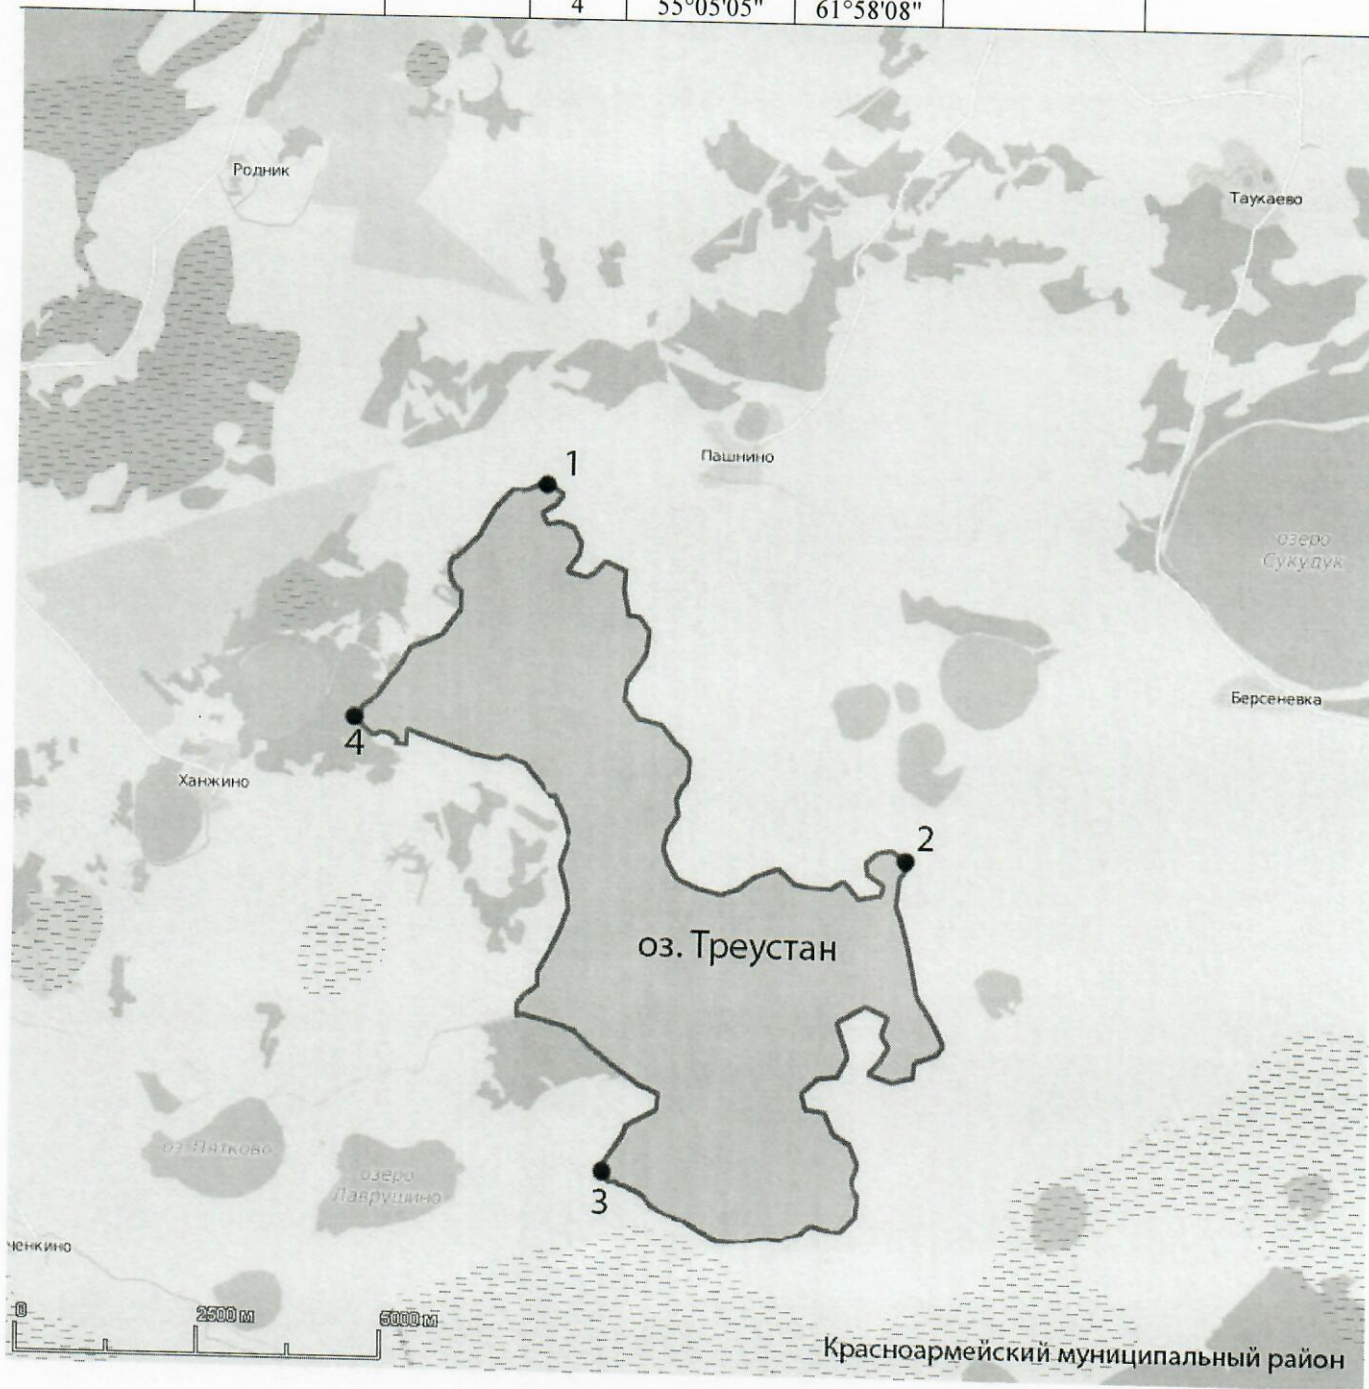 4 55°05'05" 61°58'08"
Родник
Таукаево
Пашнино
1
озеро
Сукудук
Берсеневка
4
Ханжино
2
оз. Треустан
оз Пятково
озеро
Лаврушино
3
ченкино
0 2500 м 5000 м
Красноармейский муниципальный район